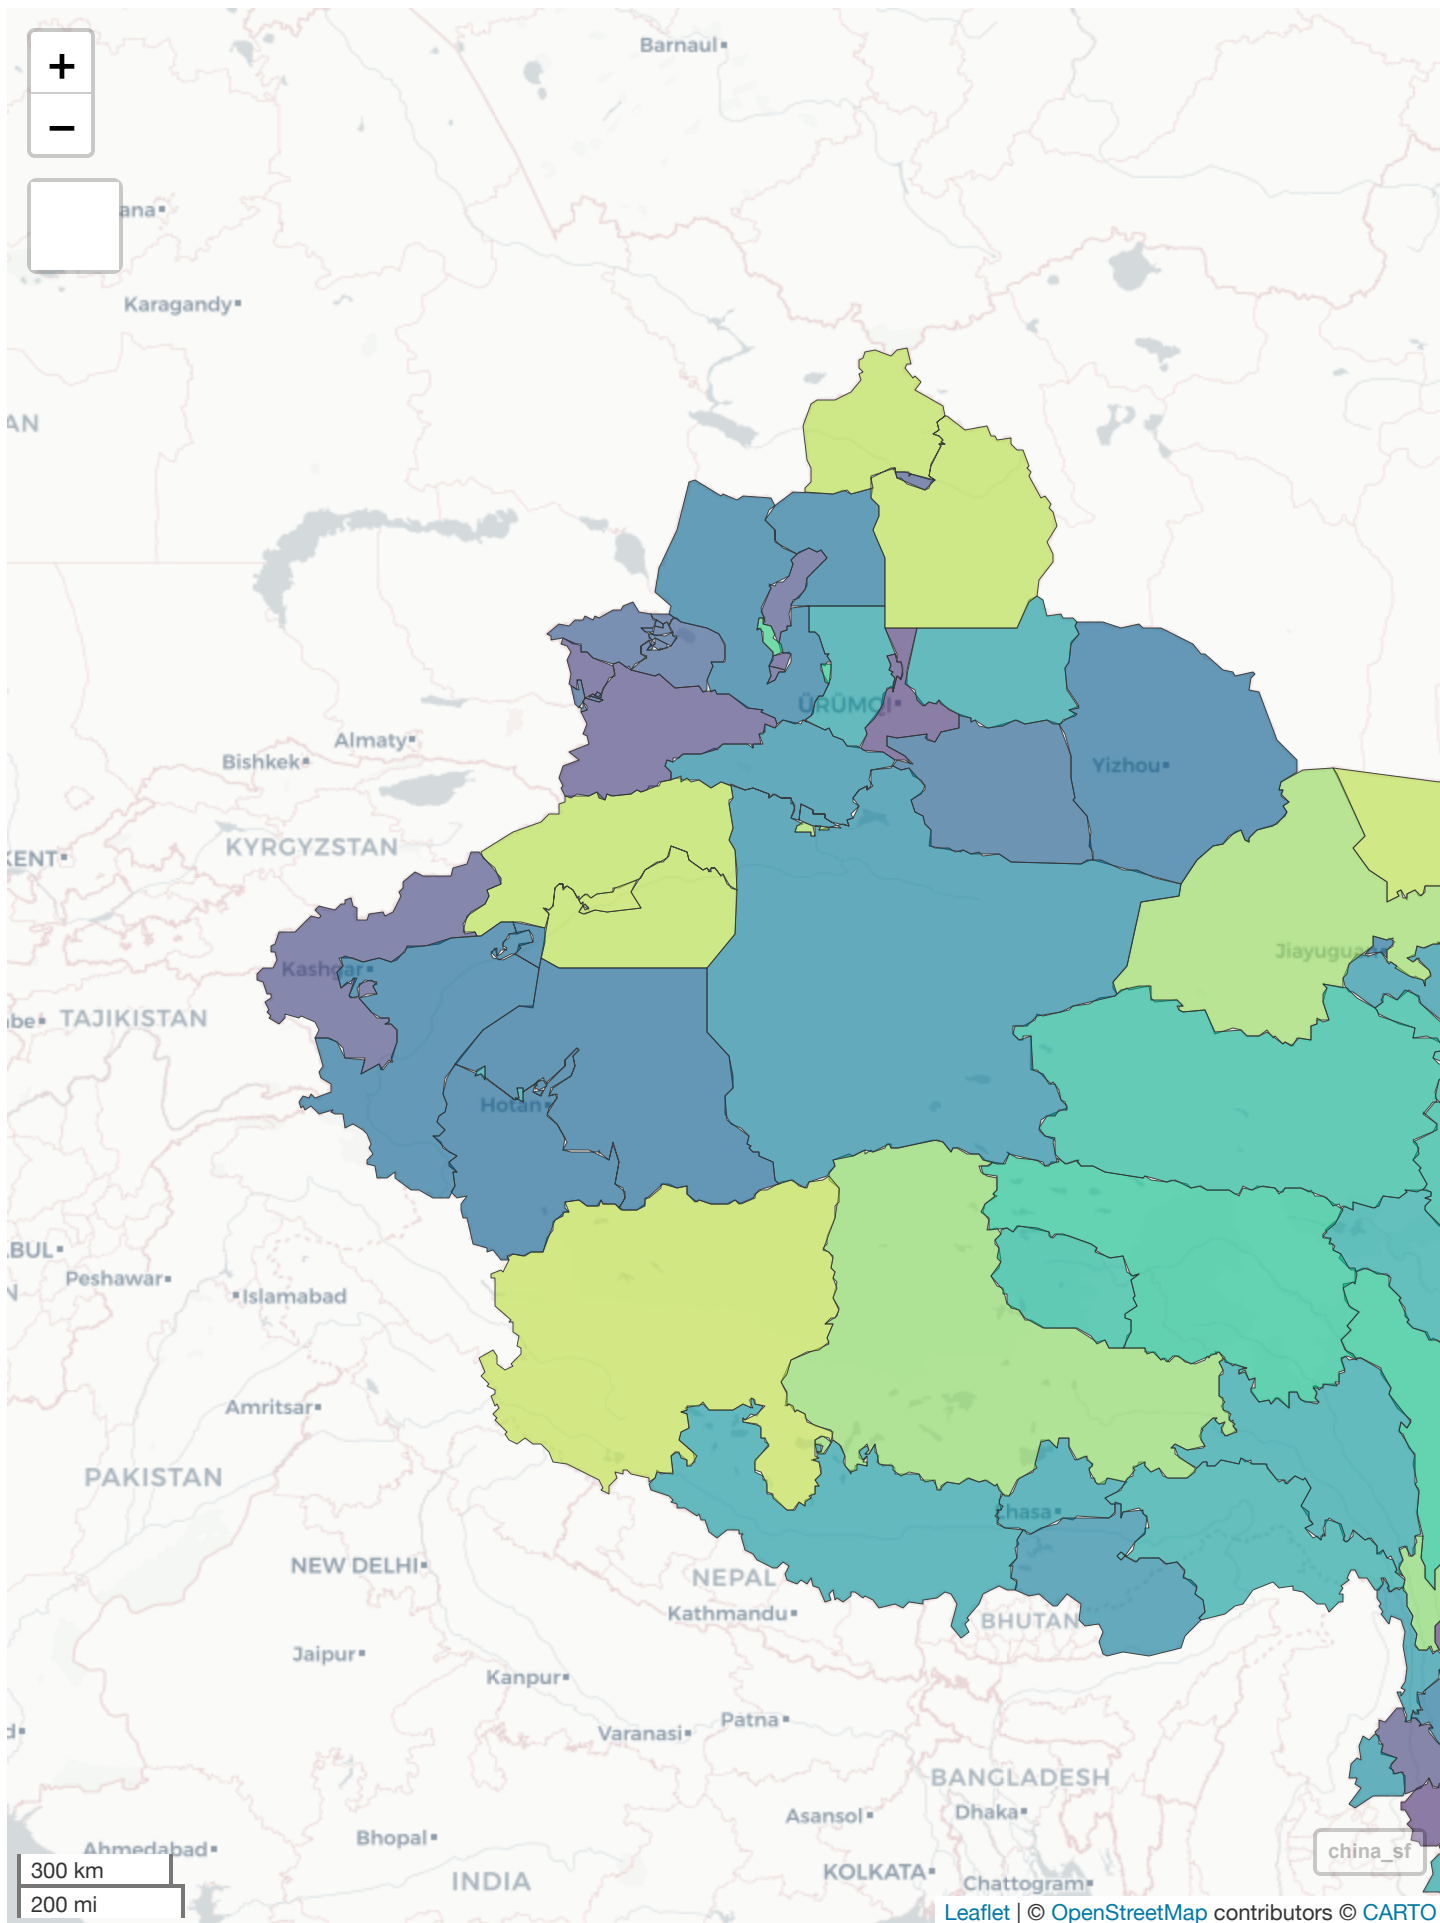 +
−
Barnaul
ana
Karagandy
AN
ÜRÜMQI
Almaty
Bishkek
Yizhou
KYRGYZSTAN
KENT
Jiayuguan
Kashgar
be
TAJIKISTAN
Hotan
BUL
Peshawar
N
Islamabad
Amritsar
PAKISTAN
Lhasa
NEW DELHI
NEPAL
Kathmandu
BHUTAN
Jaipur
Kanpur
Patna
d
Varanasi
BANGLADESH
Asansol
Dhaka
Bhopal
Ahmedabad
china_sf
300 km
KOLKATA
INDIA
Chattogram
200 mi
Leaflet | © OpenStreetMap contributors © CARTO